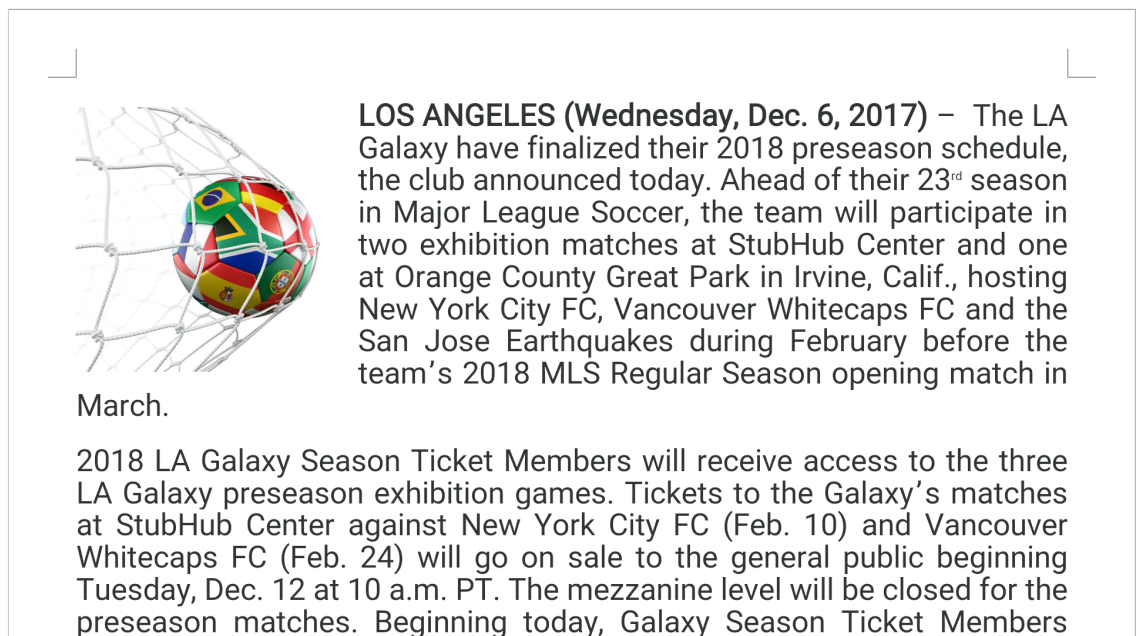 LOS ANGELES (Wednesday, Dec. 6, 2017) – The LA
Galaxy have finalized their 2018 preseason schedule,
the club announced today. Ahead of their 23rd season
in Major League Soccer, the team will participate in
two exhibition matches at StubHub Center and one
at Orange County Great Park in Irvine, Calif., hosting
New York City FC, Vancouver Whitecaps FC and the
San Jose Earthquakes during February before the
team’s 2018 MLS Regular Season opening match in
March.
2018 LA Galaxy Season Ticket Members will receive access to the three
LA Galaxy preseason exhibition games. Tickets to the Galaxy’s matches
at StubHub Center against New York City FC (Feb. 10) and Vancouver
Whitecaps FC (Feb. 24) will go on sale to the general public beginning
Tuesday, Dec. 12 at 10 a.m. PT. The mezzanine level will be closed for the
preseason matches. Beginning today, Galaxy Season Ticket Members